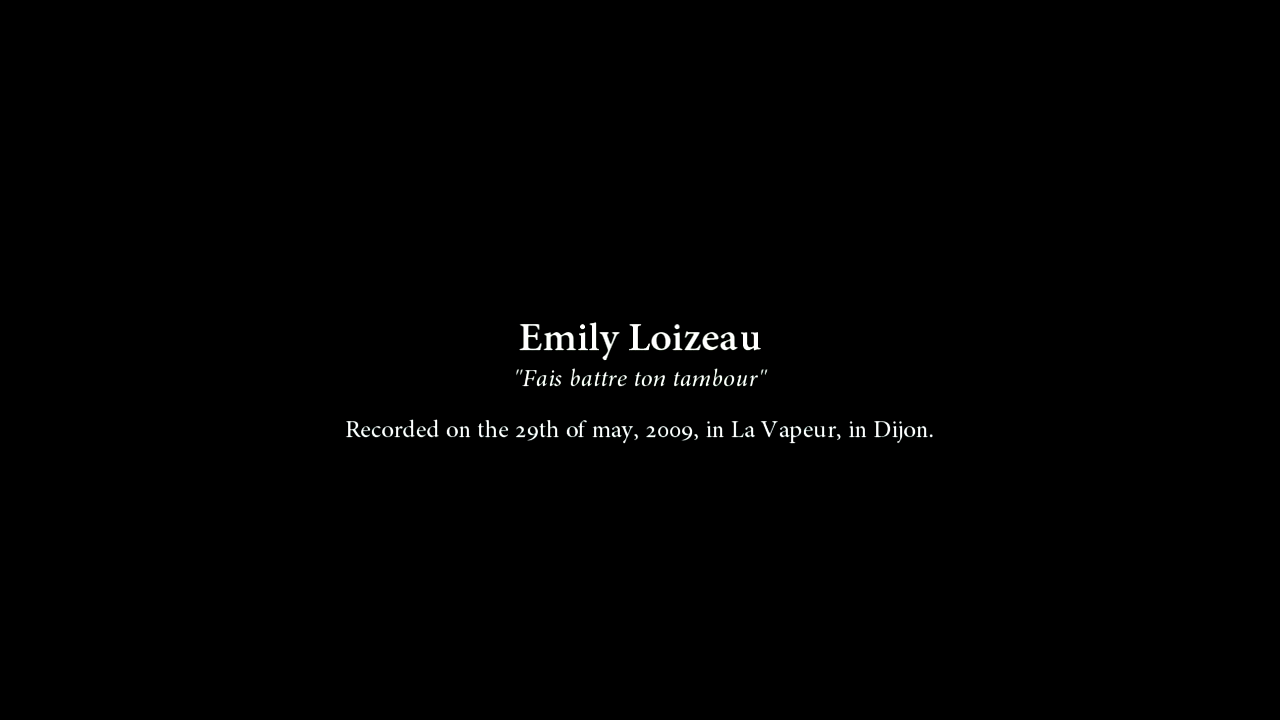 Emily Loizeau
"Fais battre ton tambour"
Recorded on the 29th of may, 2009, in La Vapeur, in Dijon.